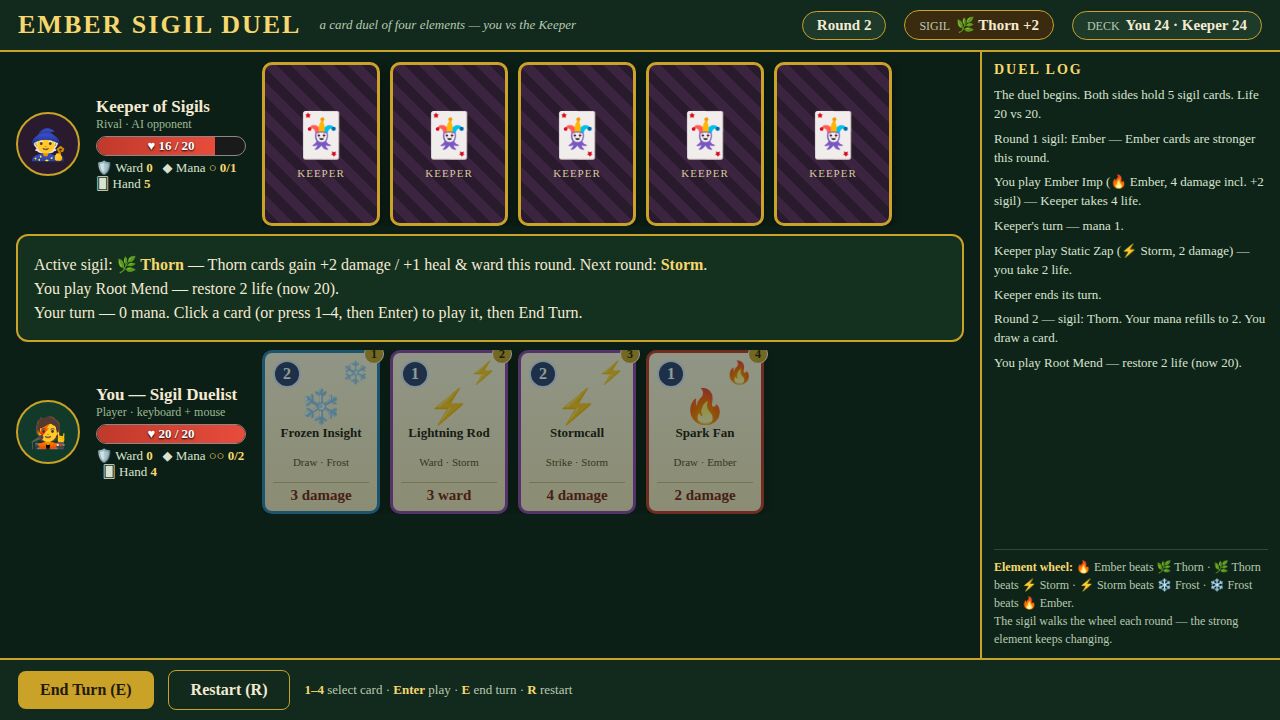 EMBER SIGIL DUEL
a card duel of four elements — you vs the Keeper
Round 2
SIGIL 🌿 Thorn +2
DECK You 24 · Keeper 24
Keeper of Sigils
Rival · AI opponent
♥ 16 / 20
🛡️ Ward 0 ◆ Mana ○ 0/1
🂠 Hand 5
KEEPER
KEEPER
KEEPER
KEEPER
KEEPER
Active sigil: 🌿 Thorn — Thorn cards gain +2 damage / +1 heal & ward this round. Next round: Storm.
You play Root Mend — restore 2 life (now 20).
Your turn — 0 mana. Click a card (or press 1–4, then Enter) to play it, then End Turn.
You — Sigil Duelist
Player · keyboard + mouse
♥ 20 / 20
🛡️ Ward 0 ◆ Mana ○○ 0/2
🂠 Hand 4
1
2 ❄️
Frozen Insight
Draw · Frost
3 damage
2
1 ⚡
Lightning Rod
Ward · Storm
3 ward
3
2 ⚡
Stormcall
Strike · Storm
4 damage
4
1 🔥
Spark Fan
Draw · Ember
2 damage
DUEL LOG
The duel begins. Both sides hold 5 sigil cards. Life
20 vs 20.
Round 1 sigil: Ember — Ember cards are stronger
this round.
You play Ember Imp (🔥 Ember, 4 damage incl. +2
sigil) — Keeper takes 4 life.
Keeper's turn — mana 1.
Keeper play Static Zap (⚡ Storm, 2 damage) —
you take 2 life.
Keeper ends its turn.
Round 2 — sigil: Thorn. Your mana refills to 2. You
draw a card.
You play Root Mend — restore 2 life (now 20).
Element wheel: 🔥 Ember beats 🌿 Thorn · 🌿 Thorn
beats ⚡ Storm · ⚡ Storm beats ❄️ Frost · ❄️ Frost
beats 🔥 Ember.
The sigil walks the wheel each round — the strong
element keeps changing.
End Turn (E)
Restart (R)
1–4 select card · Enter play · E end turn · R restart